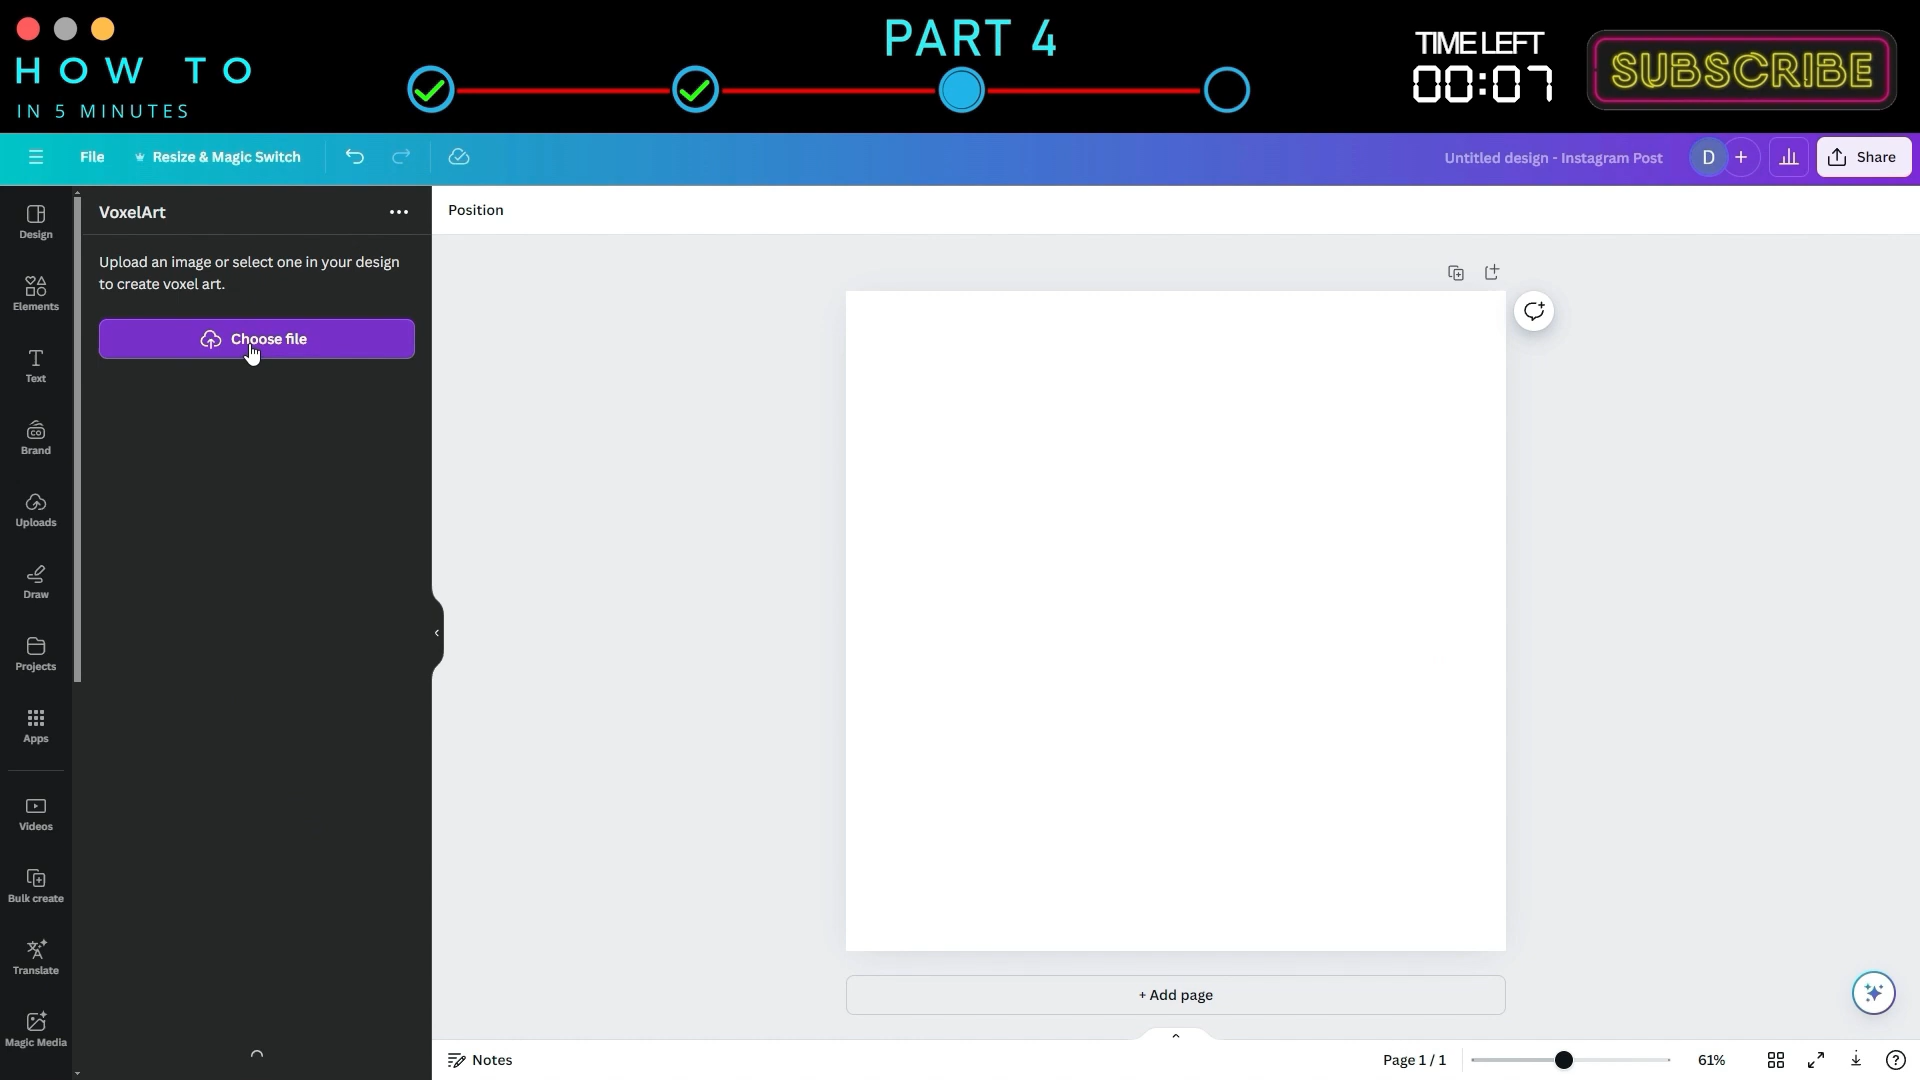 PART 4
HOW TO
IN 5 MINUTES
TIME LEFT
00:07
SUBSCRIBE
File
Resize & Magic Switch
Untitled design - Instagram Post
D
+
Share
Design
Elements
Text
Brand
Uploads
Draw
Projects
Apps
Videos
Bulk create
Translate
Magic Media
VoxelArt
Upload an image or select one in your design
to create voxel art.
Choose file
Position
+ Add page
Notes
Page 1 / 1
61%